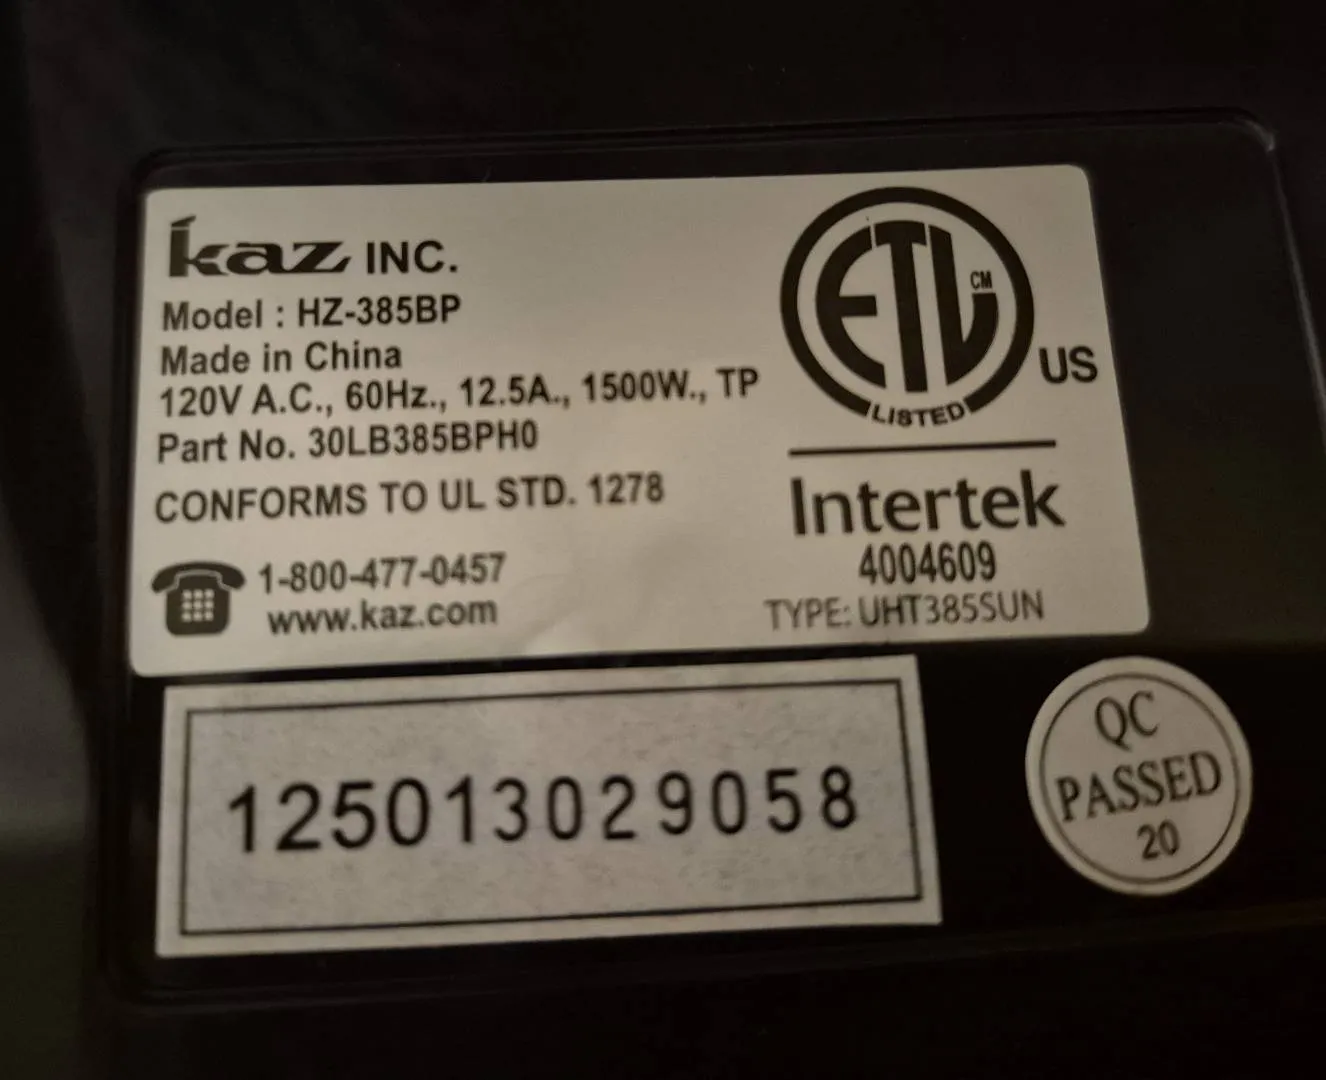 kaz INC.
Model : HZ-385BP
Made in China
120V A.C., 60Hz., 12.5A., 1500W., TP
Part No. 30LB385BPH0
CONFORMS TO UL STD. 1278
1-800-477-0457
www.kaz.com
ETL CM
US
LISTED
Intertek
4004609
TYPE: UHT385SUN
125013029058
QC
PASSED
20